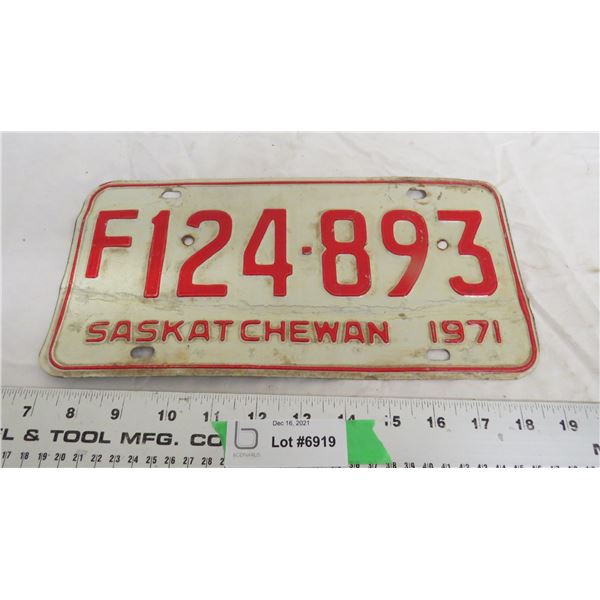 F124-893
SASKATCHEWAN 1971
7 8 9 10 11 12 13 14 15 16 17 18 19
EL & TOOL MFG. CO
Dec 16, 2021
Lot #6919